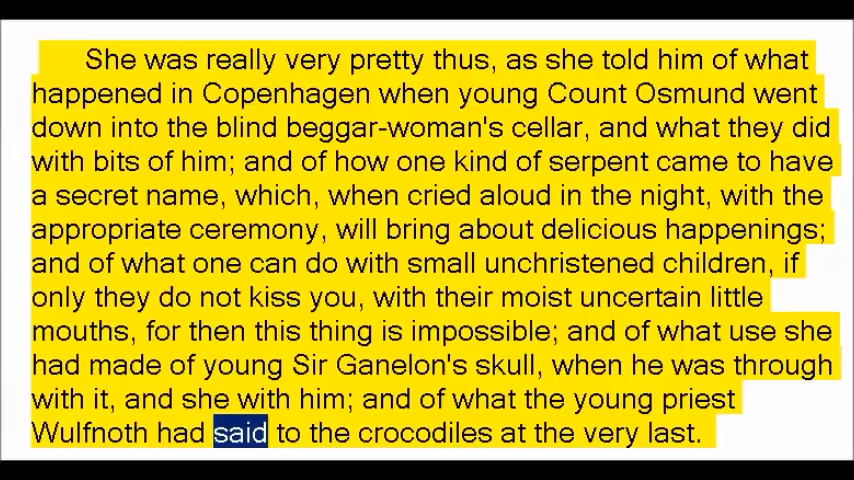 She was really very pretty thus, as she told him of what
happened in Copenhagen when young Count Osmund went
down into the blind beggar-woman's cellar, and what they did
with bits of him; and of how one kind of serpent came to have
a secret name, which, when cried aloud in the night, with the
appropriate ceremony, will bring about delicious happenings;
and of what one can do with small unchristened children, if
only they do not kiss you, with their moist uncertain little
mouths, for then this thing is impossible; and of what use she
had made of young Sir Ganelon's skull, when he was through
with it, and she with him; and of what the young priest
Wulfnoth had said to the crocodiles at the very last.